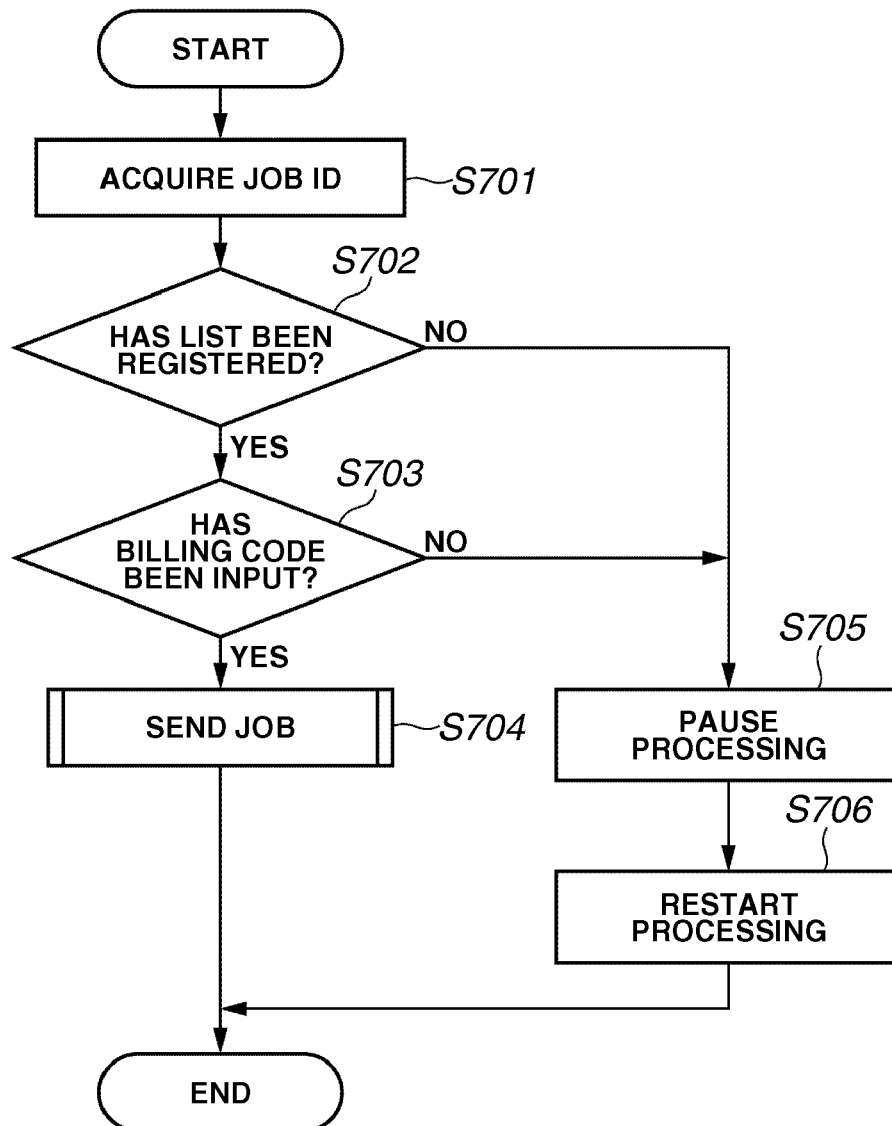 START
ACQUIRE JOB ID
S701
S702
HAS LIST BEEN
REGISTERED?
NO
YES
S703
HAS
BILLING CODE
BEEN INPUT?
NO
YES
SEND JOB
S704
S705
PAUSE
PROCESSING
S706
RESTART
PROCESSING
END